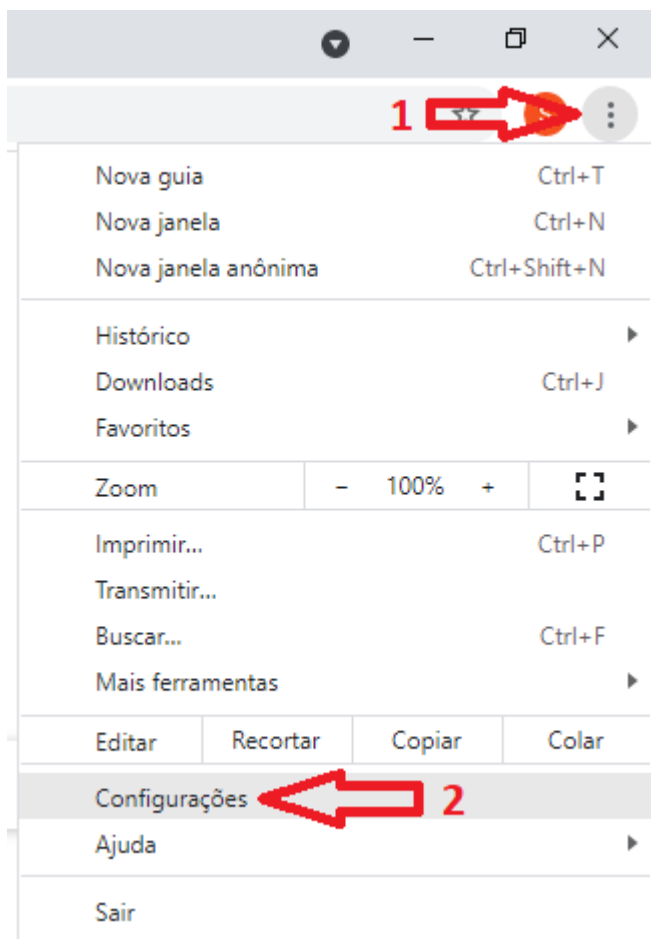 1
S
Nova guia Ctrl+T
Nova janela Ctrl+N
Nova janela anônima Ctrl+Shift+N
Histórico
Downloads Ctrl+J
Favoritos
Zoom - 100% +
Imprimir... Ctrl+P
Transmitir...
Buscar... Ctrl+F
Mais ferramentas
Editar Recortar Copiar Colar
Configurações 2
Ajuda
Sair